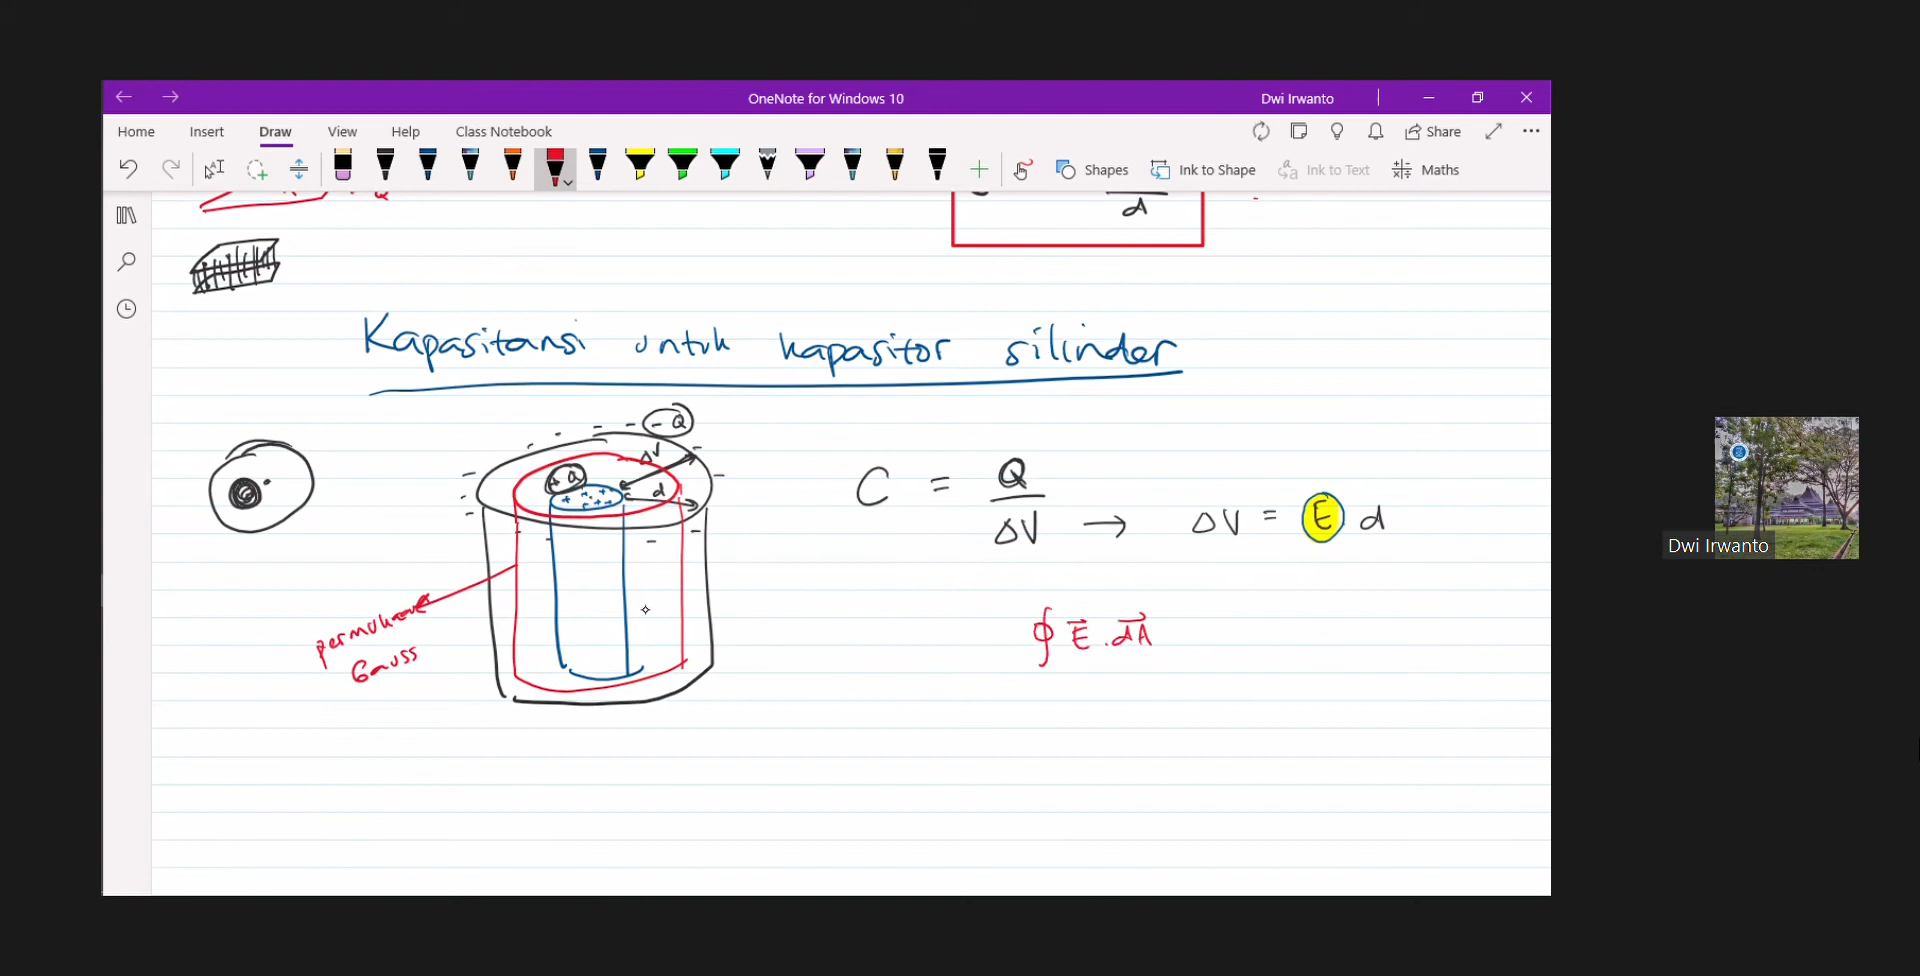 OneNote for Windows 10
Dwi Irwanto
Home Insert Draw View Help Class Notebook
Share
Shapes Ink to Shape Ink to Text Maths
Q
d
Kapasitansi untuk kapasitor silinder
- Q
ΔV
+ Q
d
C = Q / ΔV → ΔV = E d
∮ E⃗ . dA⃗
permukaan
Gauss
Dwi Irwanto